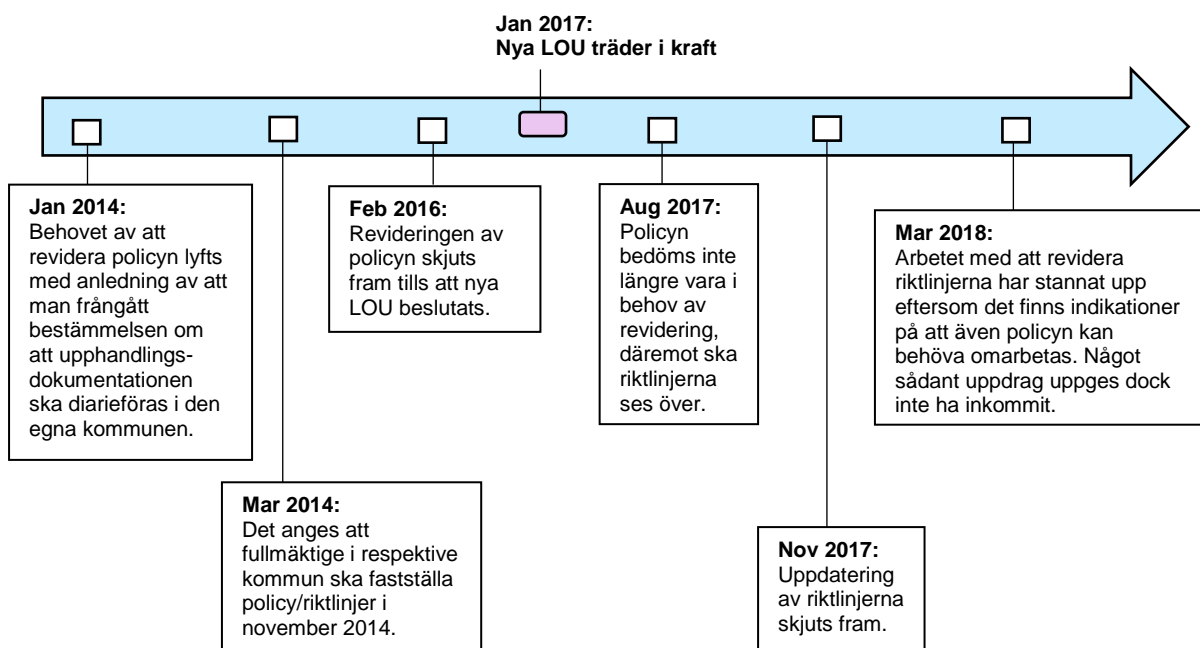 Jan 2017:
Nya LOU träder i kraft
Jan 2014:
Behovet av att
revidera policyn lyfts
med anledning av att
man frångått
bestämmelsen om
att upphandlings-
dokumentationen
ska diarieföras i den
egna kommunen.
Mar 2014:
Det anges att
fullmäktige i respektive
kommun ska fastställa
policy/riktlinjer i
november 2014.
Feb 2016:
Revideringen av
policyn skjuts
fram tills att nya
LOU beslutats.
Aug 2017:
Policyn
bedöms inte
längre vara i
behov av
revidering,
däremot ska
riktlinjerna
ses över.
Nov 2017:
Uppdatering
av riktlinjerna
skjuts fram.
Mar 2018:
Arbetet med att revidera
riktlinjerna har stannat upp
eftersom det finns indikationer
på att även policyn kan
behöva omarbetas. Något
sådant uppdrag uppges dock
inte ha inkommit.